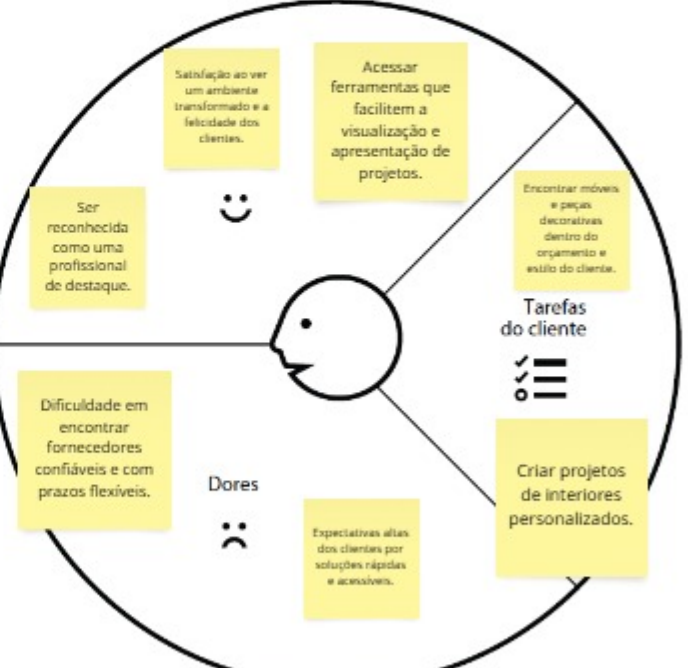 Satisfação ao ver
um ambiente
transformado e a
felicidade dos
clientes.
Acessar
ferramentas que
facilitem a
visualização e
apresentação de
projetos.
Ser
reconhecida
como uma
profissional
de destaque.
Encontrar móveis
e peças
decorativas
dentro do
orçamento e
estilo do cliente.
Tarefas
do cliente
Criar projetos
de interiores
personalizados.
Dificuldade em
encontrar
fornecedores
confiáveis e com
prazos flexíveis.
Dores
Expectativas altas
dos clientes por
soluções rápidas
e acessíveis.